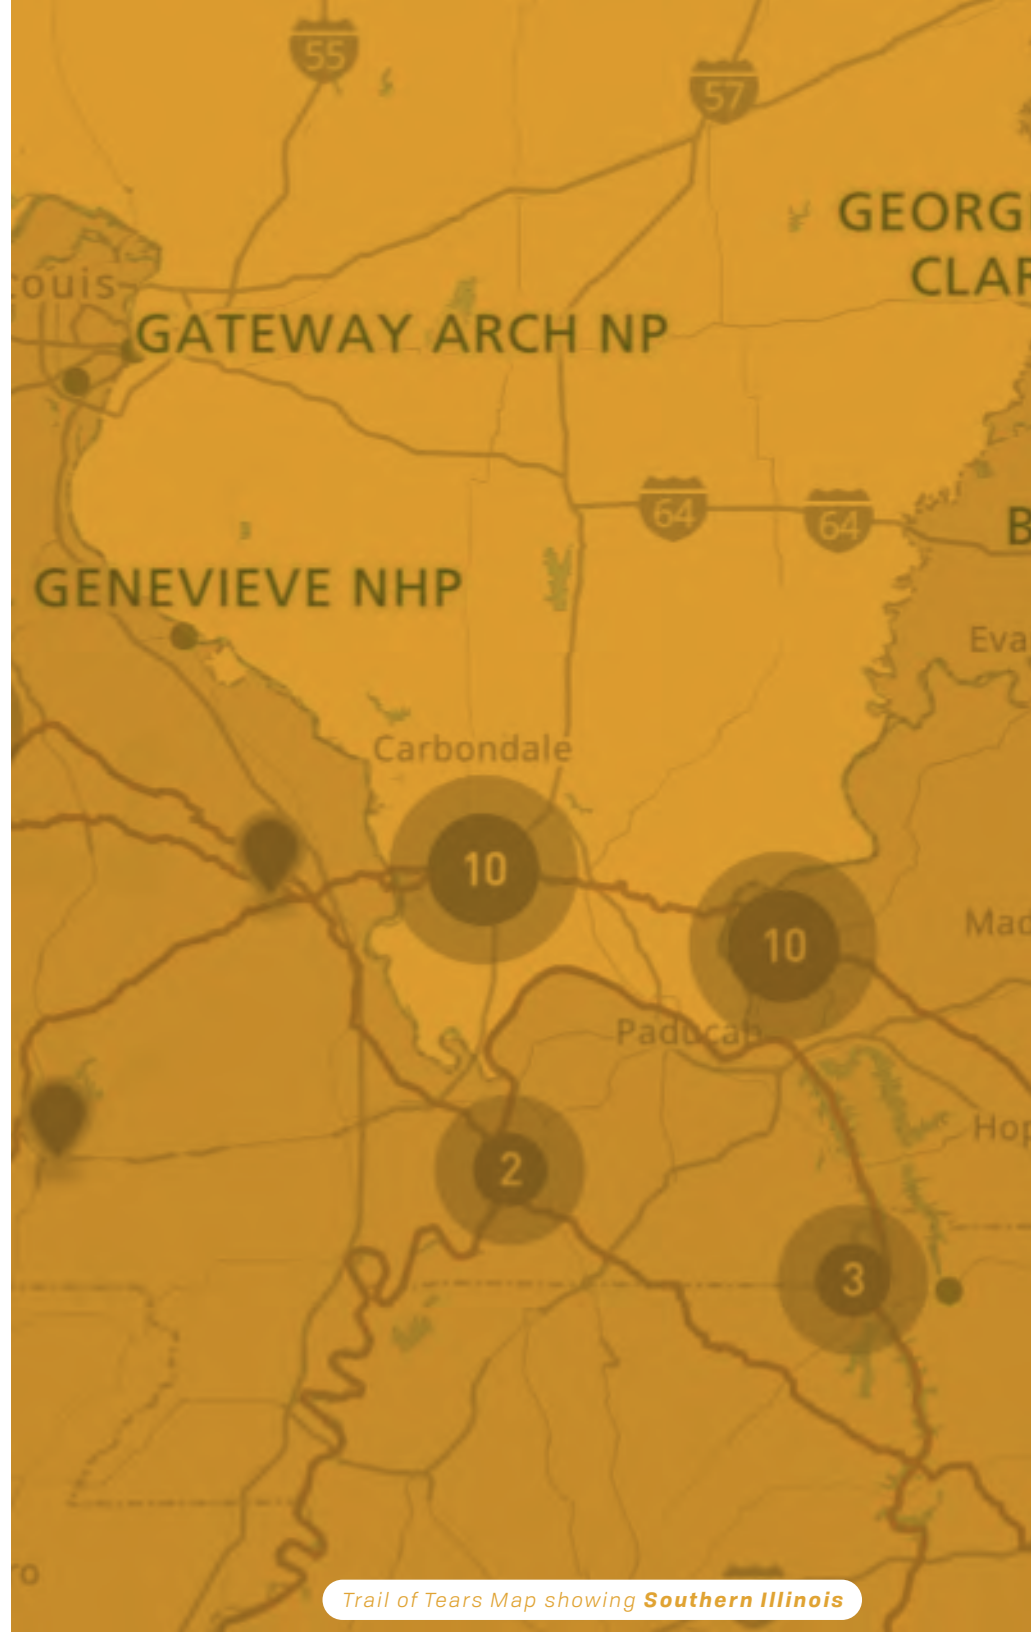 55
57
GEORG
CLAR
ouis
GATEWAY ARCH NP
64
64
B
GENEVIEVE NHP
Eva
Carbondale
10
10
Mad
Paducah
Hop
2
3
ro
Trail of Tears Map showing Southern Illinois